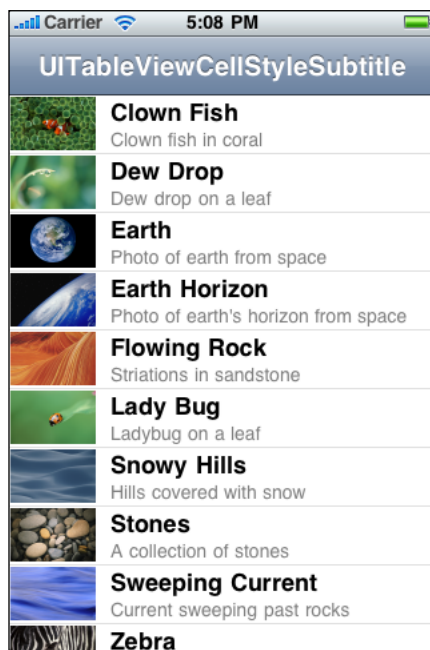 Carrier 5:08 PM
UITableViewCellStyleSubtitle
Clown Fish
Clown fish in coral
Dew Drop
Dew drop on a leaf
Earth
Photo of earth from space
Earth Horizon
Photo of earth's horizon from space
Flowing Rock
Striations in sandstone
Lady Bug
Ladybug on a leaf
Snowy Hills
Hills covered with snow
Stones
A collection of stones
Sweeping Current
Current sweeping past rocks
Zebra